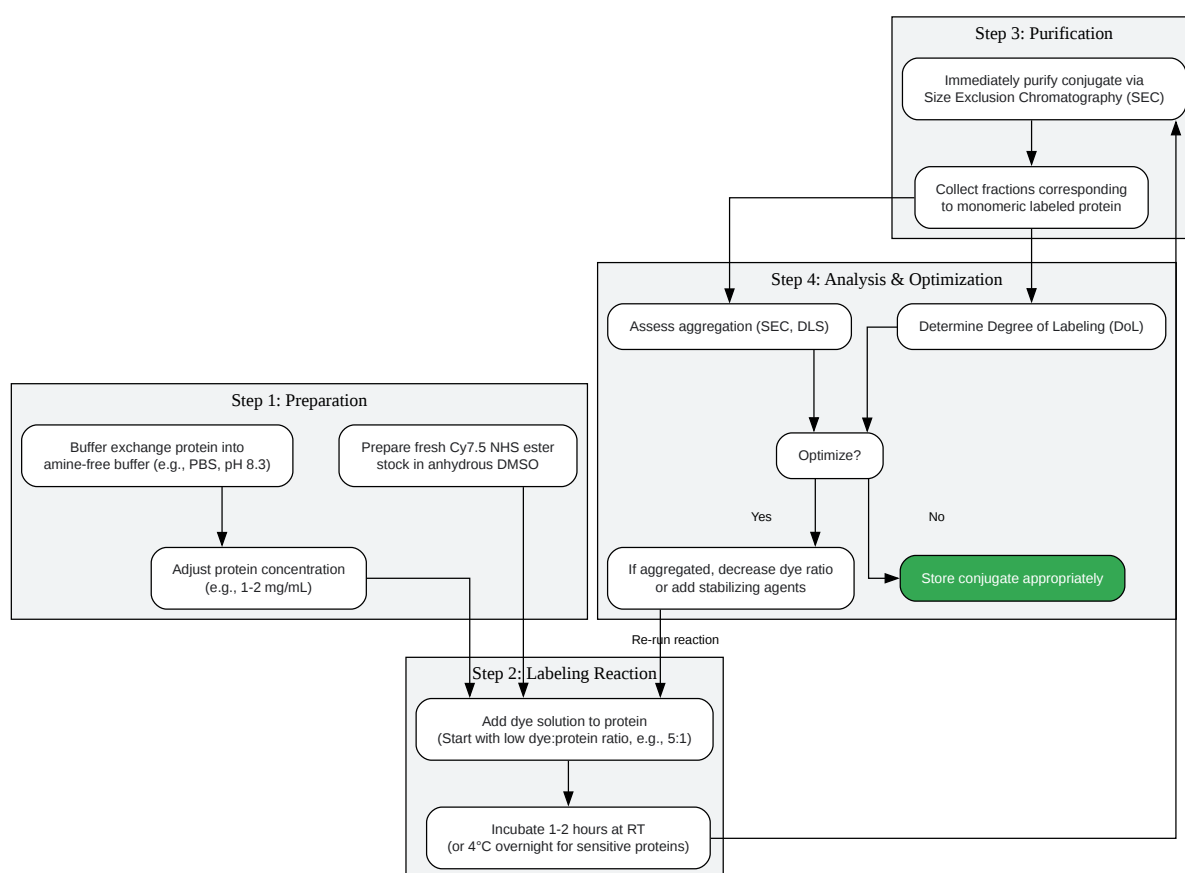 Step 3: Purification
Immediately purify conjugate via
Size Exclusion Chromatography (SEC)
Collect fractions corresponding
to monomeric labeled protein
Step 4: Analysis & Optimization
Assess aggregation (SEC, DLS)
Determine Degree of Labeling (DoL)
Step 1: Preparation
Buffer exchange protein into
amine-free buffer (e.g., PBS, pH 8.3)
Prepare fresh Cy7.5 NHS ester
stock in anhydrous DMSO
Optimize?
Yes
No
Adjust protein concentration
(e.g., 1-2 mg/mL)
If aggregated, decrease dye ratio
or add stabilizing agents
Store conjugate appropriately
Re-run reaction
Step 2: Labeling Reaction
Add dye solution to protein
(Start with low dye:protein ratio, e.g., 5:1)
Incubate 1-2 hours at RT
(or 4°C overnight for sensitive proteins)